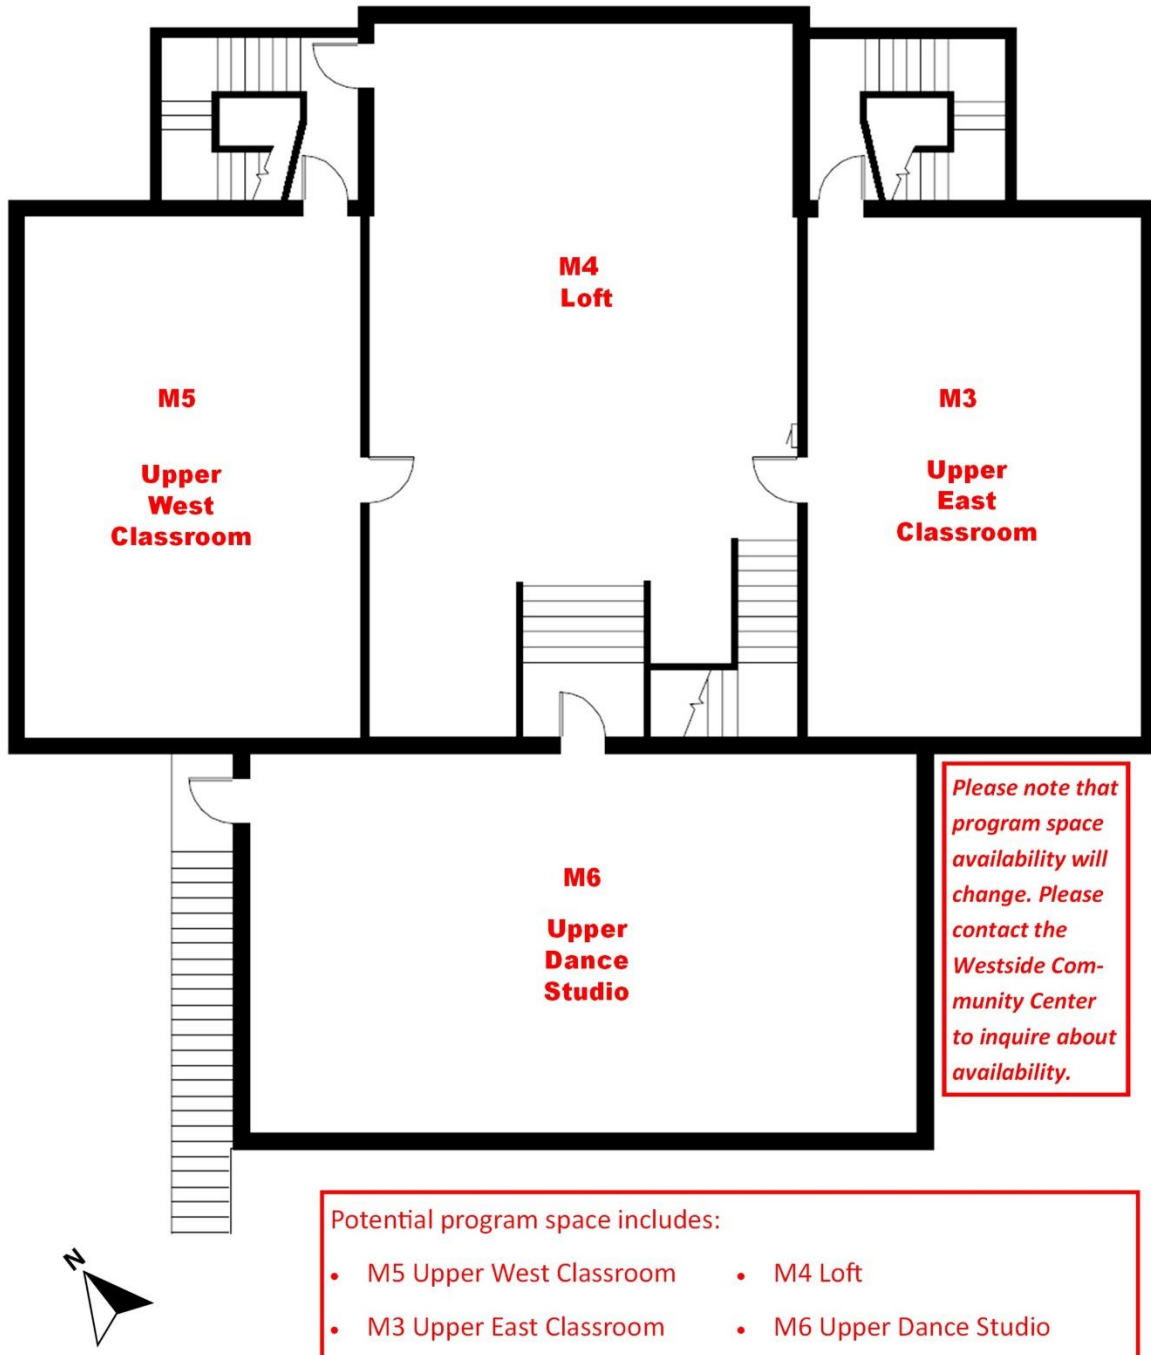 M4
Loft
M5
Upper
West
Classroom
M3
Upper
East
Classroom
M6
Upper
Dance
Studio
Please note that
program space
availability will
change. Please
contact the
Westside Com-
munity Center
to inquire about
availability.
N
Potential program space includes:
• M5 Upper West Classroom
• M4 Loft
• M3 Upper East Classroom
• M6 Upper Dance Studio